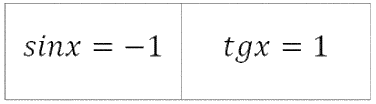 sinx = −1 tgx = 1